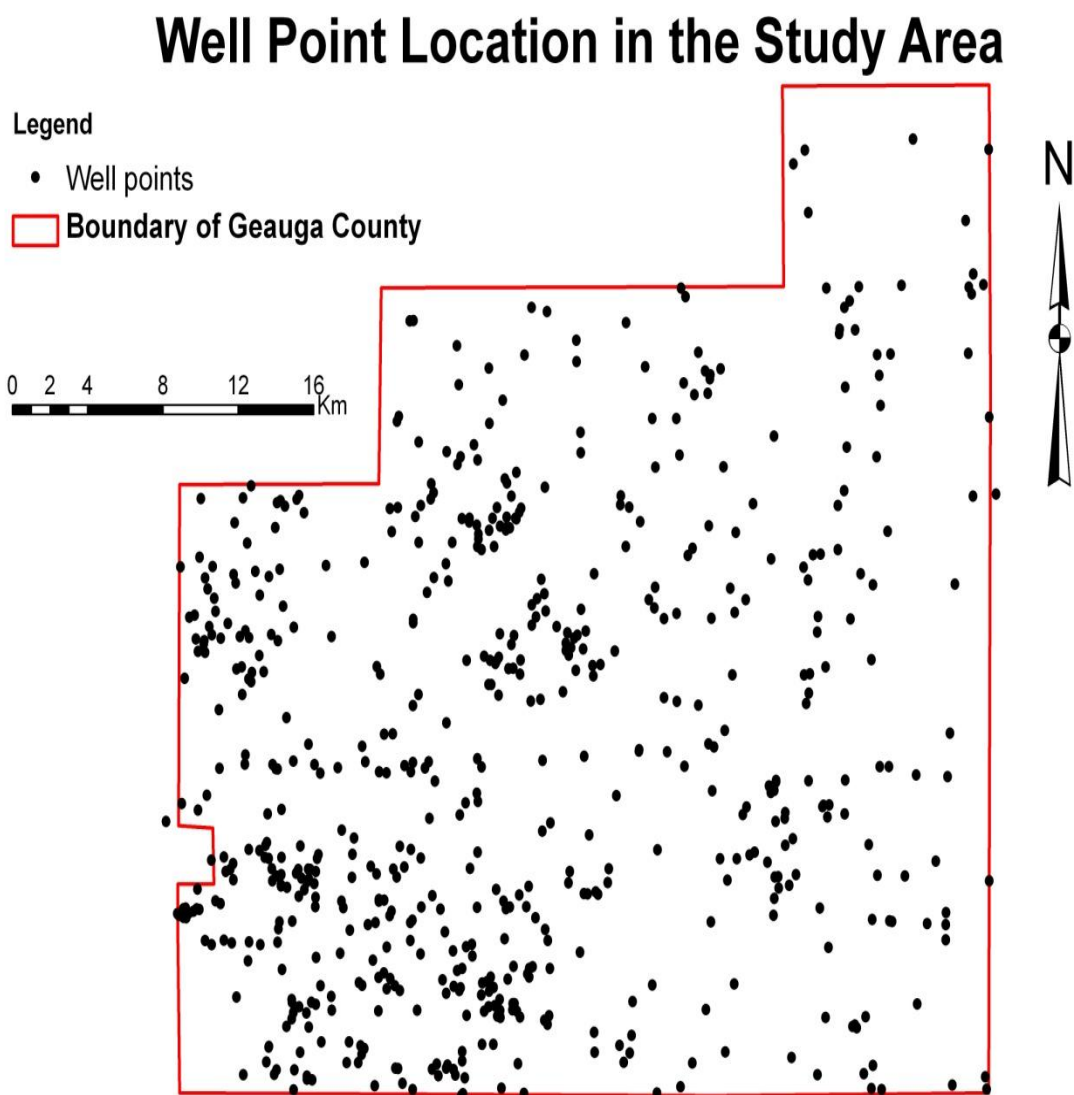 Well Point Location in the Study Area
Legend
Well points
Boundary of Geauga County
N
0 2 4 8 12 16
Km